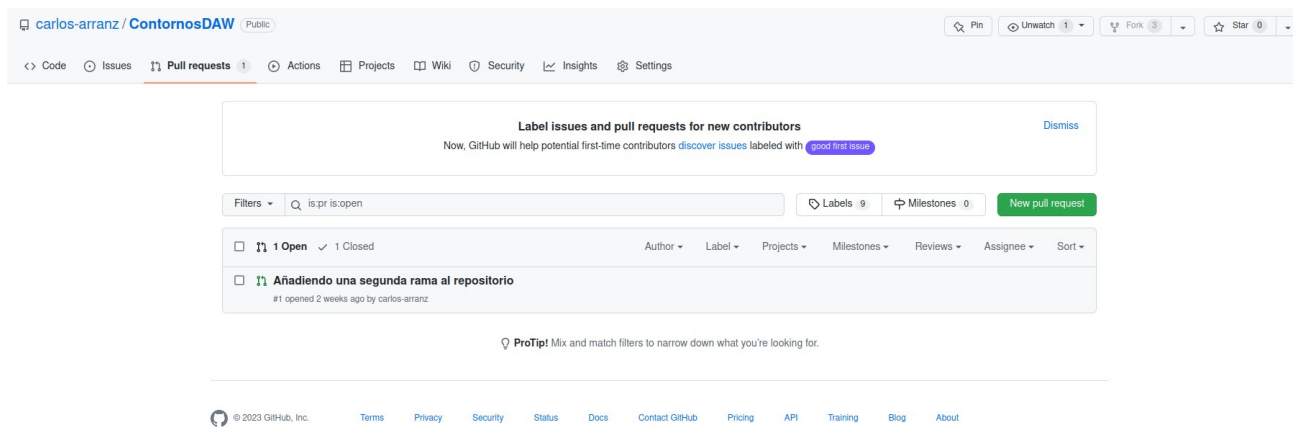 carlos-arranz / ContornosDAW Public Pin Unwatch 1 Fork 3 Star 0
<> Code Issues Pull requests 1 Actions Projects Wiki Security Insights Settings
Label issues and pull requests for new contributors Dismiss
Now, GitHub will help potential first-time contributors discover issues labeled with good first issue
Filters is:pr is:open Labels 9 Milestones 0 New pull request
1 Open 1 Closed Author Label Projects Milestones Reviews Assignee Sort
Añadiendo una segunda rama al repositorio
#1 opened 2 weeks ago by carlos-arranz
ProTip! Mix and match filters to narrow down what you're looking for.
© 2023 GitHub, Inc. Terms Privacy Security Status Docs Contact GitHub Pricing API Training Blog About